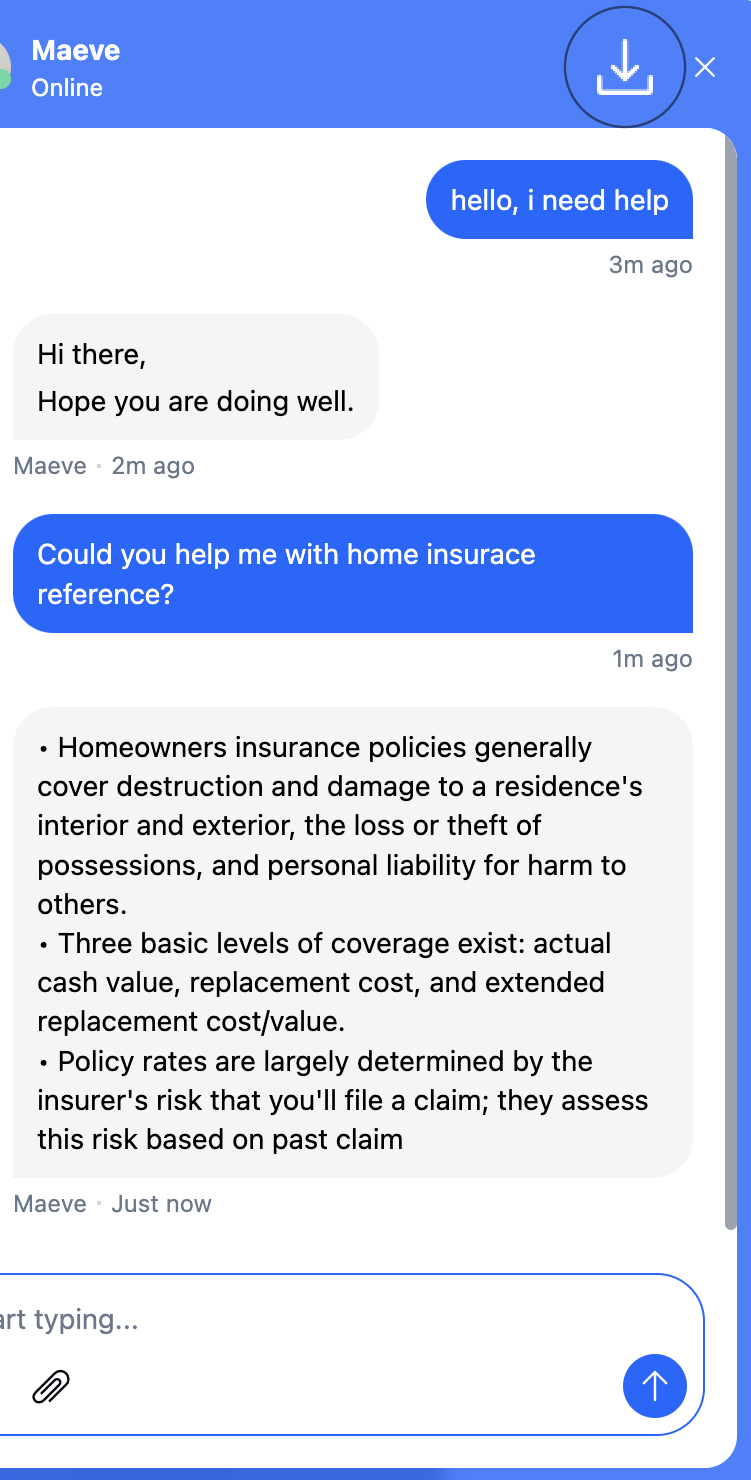 Maeve
Online
hello, i need help
3m ago
Hi there,
Hope you are doing well.
Maeve · 2m ago
Could you help me with home insurace
reference?
1m ago
• Homeowners insurance policies generally
cover destruction and damage to a residence's
interior and exterior, the loss or theft of
possessions, and personal liability for harm to
others.
• Three basic levels of coverage exist: actual
cash value, replacement cost, and extended
replacement cost/value.
• Policy rates are largely determined by the
insurer's risk that you'll file a claim; they assess
this risk based on past claim
Maeve · Just now
art typing...